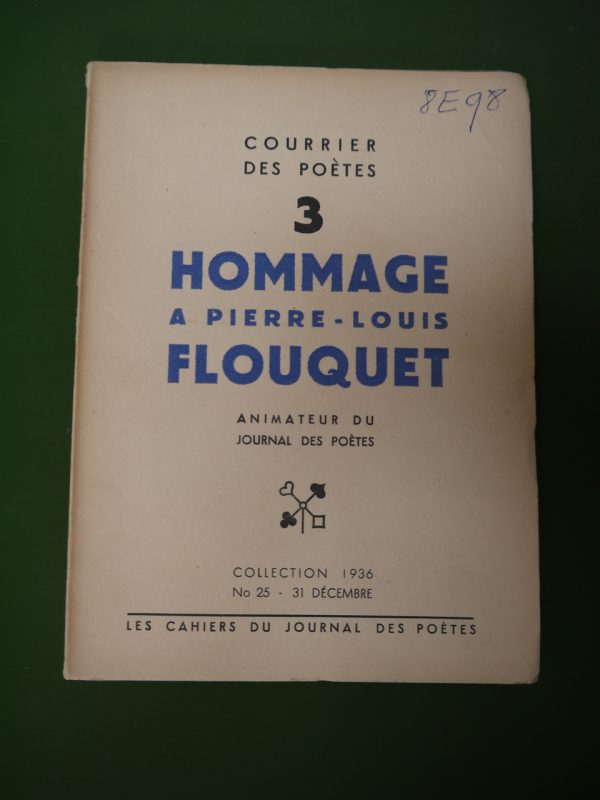 8E98
COURRIER
DES POÈTES
3
HOMMAGE
A PIERRE-LOUIS
FLOUQUET
ANIMATEUR DU
JOURNAL DES POÈTES
COLLECTION 1936
No 25 - 31 DÉCEMBRE
LES CAHIERS DU JOURNAL DES POÈTES